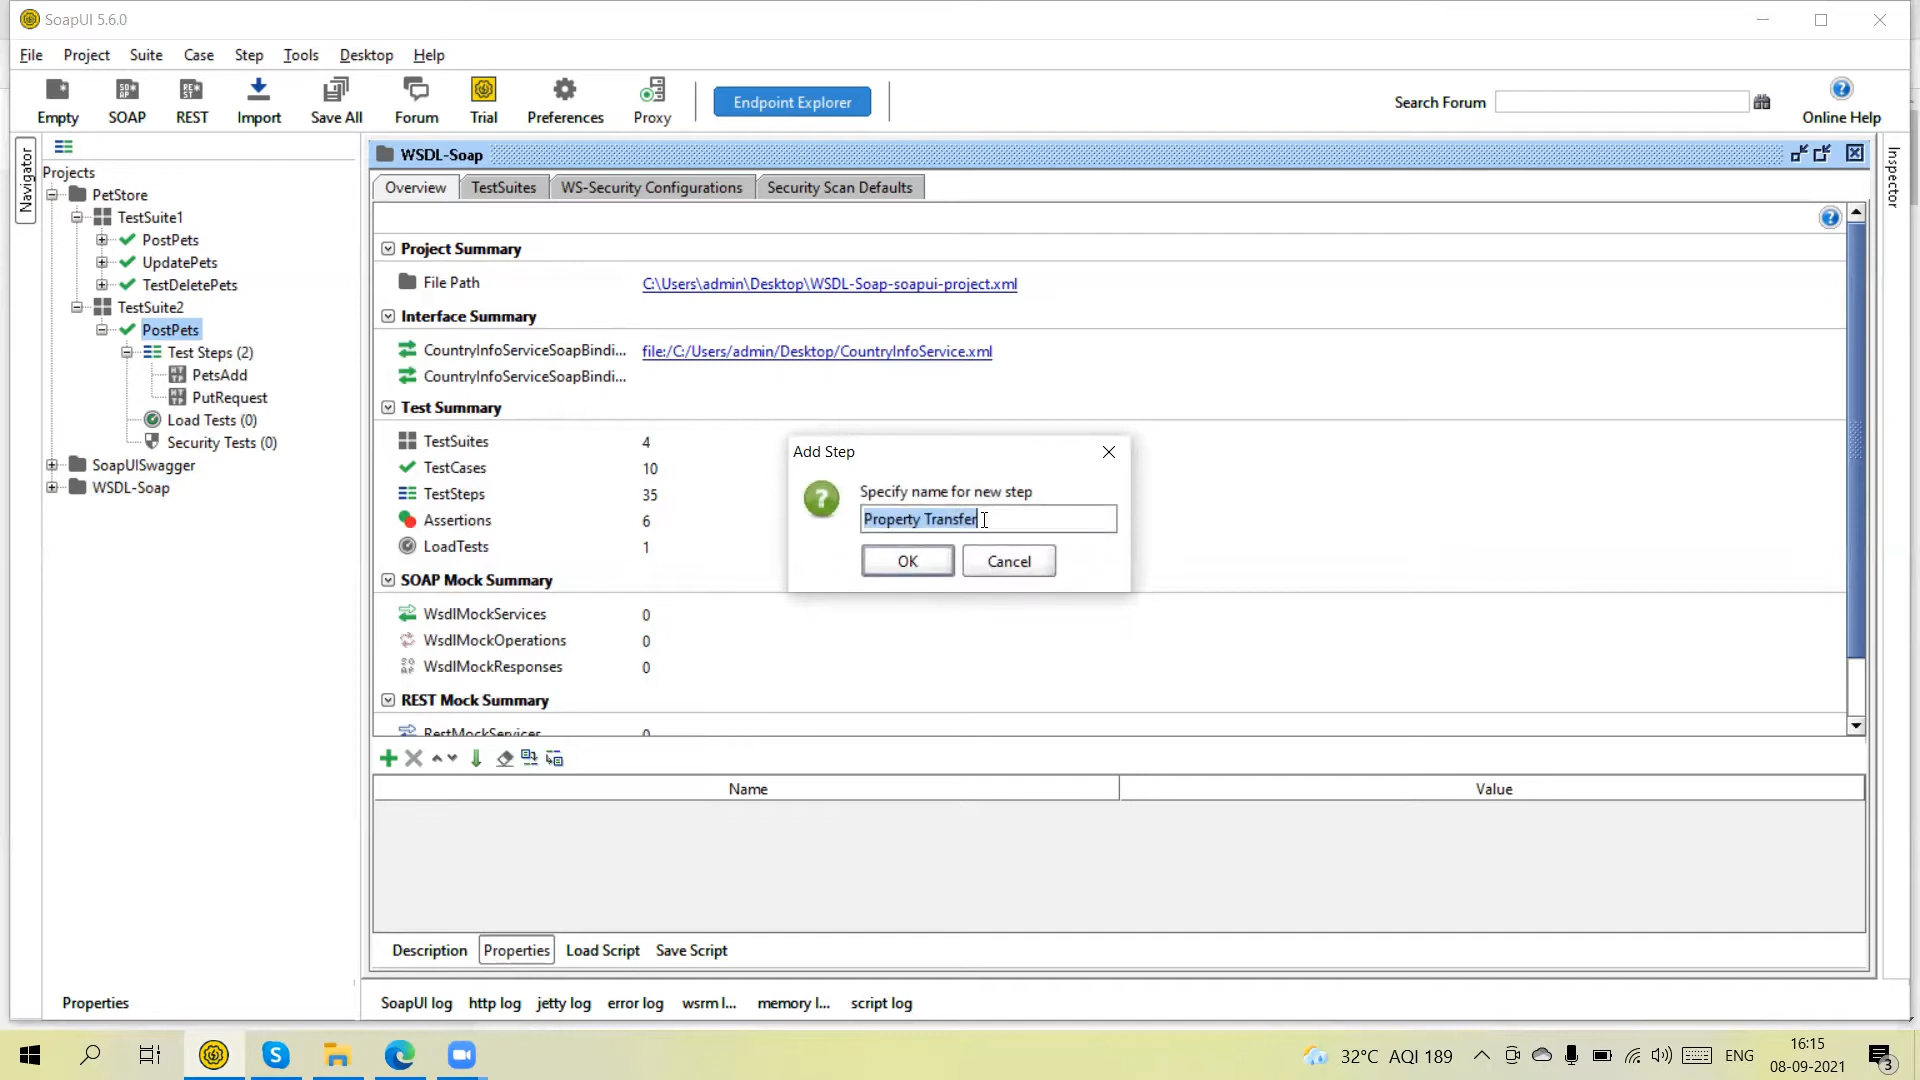 SoapUI 5.6.0
File Project Suite Case Step Tools Desktop Help
Empty SOAP REST Import Save All Forum Trial Preferences Proxy Endpoint Explorer Search Forum Online Help
Navigator
Projects
PetStore
TestSuite1
PostPets
UpdatePets
TestDeletePets
TestSuite2
PostPets
Test Steps (2)
PetsAdd
PutRequest
Load Tests (0)
Security Tests (0)
SoapUISwagger
WSDL-Soap
Properties
WSDL-Soap
Overview TestSuites WS-Security Configurations Security Scan Defaults
Project Summary
File Path C:\Users\admin\Desktop\WSDL-Soap-soapui-project.xml
Interface Summary
CountryInfoServiceSoapBindi... file:/C:/Users/admin/Desktop/CountryInfoService.xml
CountryInfoServiceSoapBindi...
Test Summary
TestSuites 4
TestCases 10
TestSteps 35
Assertions 6
LoadTests 1
SOAP Mock Summary
WsdlMockServices 0
WsdlMockOperations 0
WsdlMockResponses 0
REST Mock Summary
RestMockServices 0
Add Step
Specify name for new step
Property Transfer
OK Cancel
Name Value
Description Properties Load Script Save Script
SoapUI log http log jetty log error log wsrm l... memory l... script log
Inspector
32°C AQI 189 ENG
16:15
08-09-2021
3